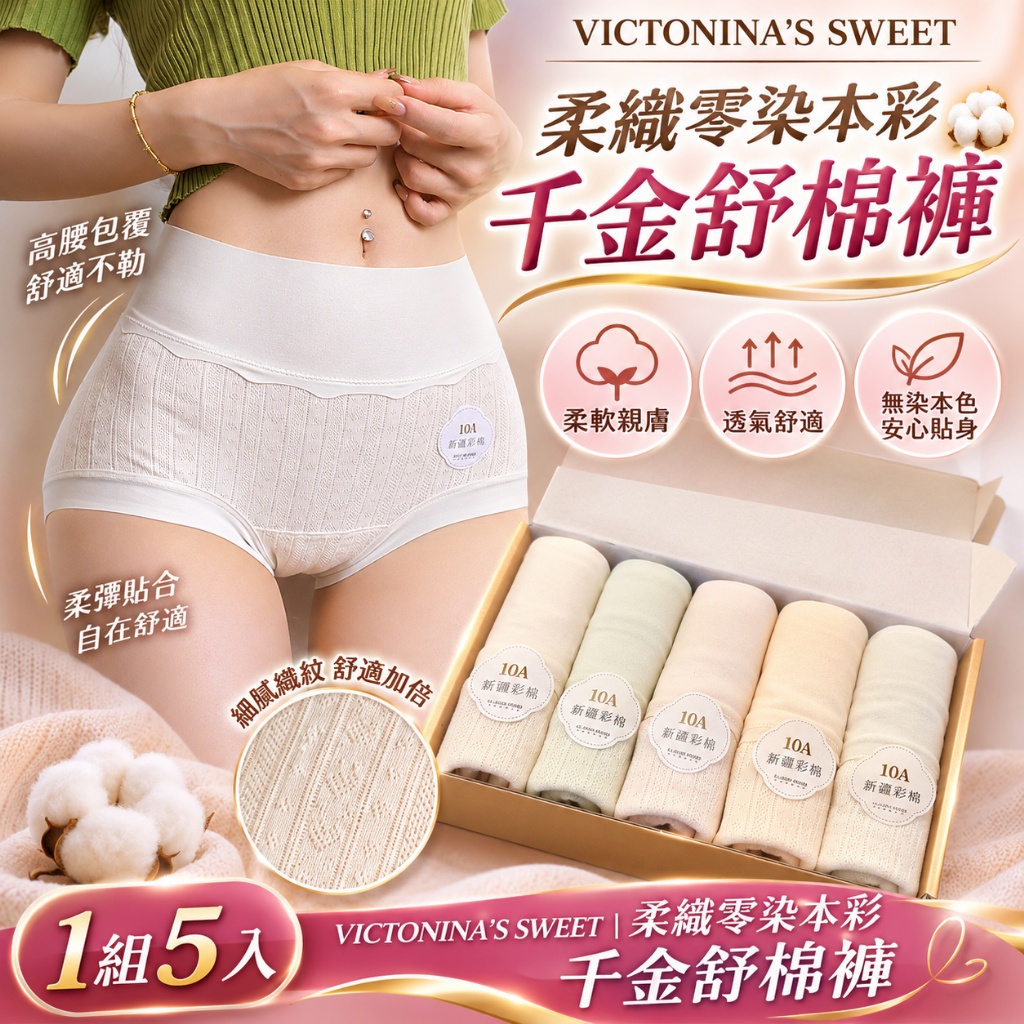 VICTONINA'S SWEET
柔織零染本彩
千金舒棉褲
高腰包覆
舒適不勒
柔軟親膚
透氣舒適
無染本色
安心貼身
10A
新疆彩棉
柔彈貼合
自在舒適
細膩織紋 舒適加倍
10A
新疆彩棉
10A
新疆彩棉
10A
新疆彩棉
10A
新疆彩棉
10A
新疆彩棉
1組5入
VICTONINA'S SWEET | 柔織零染本彩
千金舒棉褲